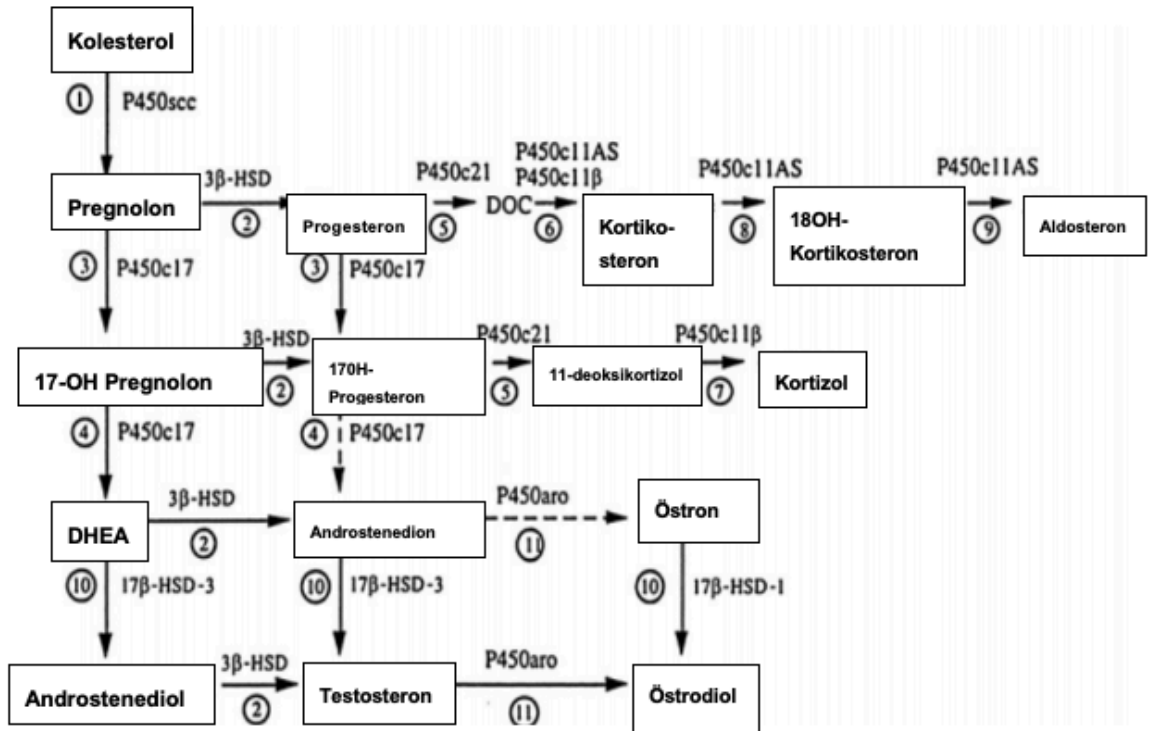 Kolesterol
① P450scc
P450c11AS
P450c21 P450c11β P450c11AS P450c11AS
3β-HSD
Pregnolon Progesteron DOC Kortiko-
steron 18OH-
Kortikosteron Aldosteron
② ⑤ ⑥ ⑧ ⑨
③ P450c17 ③ P450c17
3β-HSD P450c21 P450c11β
17-OH Pregnolon 170H-
Progesteron 11-deoksikortizol Kortizol
② ⑤ ⑦
④ P450c17 ④ P450c17
3β-HSD P450aro
DHEA Androstenedion Östron
② ⑪
⑩ 17β-HSD-3 ⑩ 17β-HSD-3 ⑩ 17β-HSD-1
3β-HSD P450aro
Androstenediol Testosteron Östrodiol
② ⑪